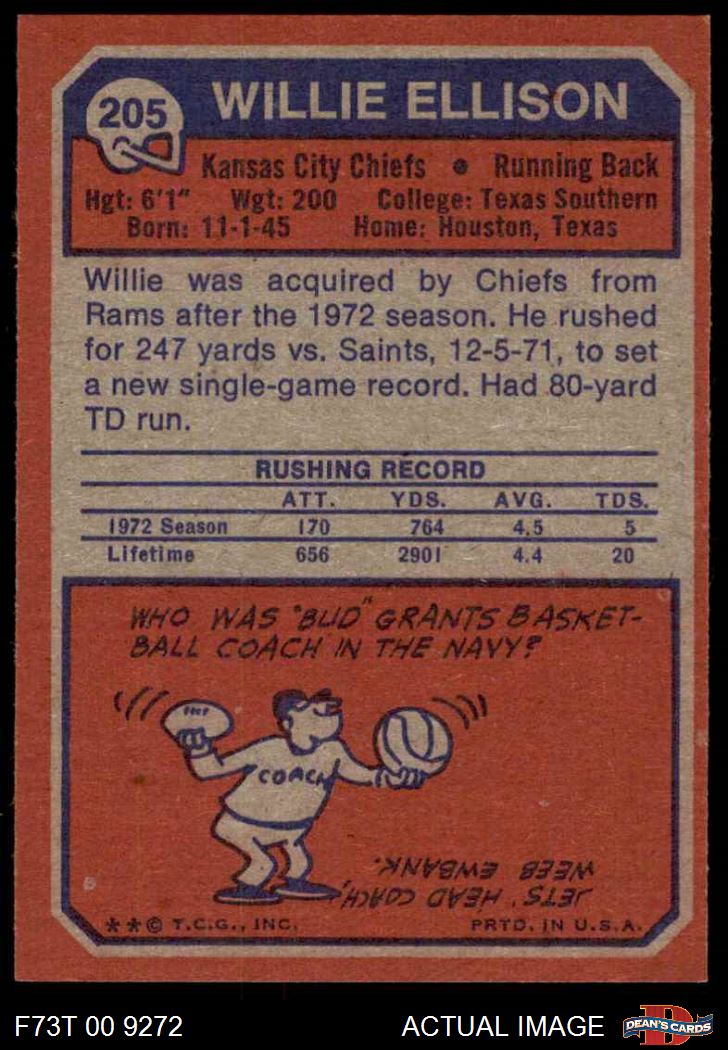 205
WILLIE ELLISON
Kansas City Chiefs • Running Back
Hgt: 6'1" Wgt: 200 College: Texas Southern
Born: 11-1-45 Home: Houston, Texas
Willie was acquired by Chiefs from
Rams after the 1972 season. He rushed
for 247 yards vs. Saints, 12-5-71, to set
a new single-game record. Had 80-yard
TD run.
RUSHING RECORD
ATT. YDS. AVG. TDS.
1972 Season 170 764 4.5 5
Lifetime 656 2901 4.4 20
WHO WAS "BUD" GRANTS BASKET-
BALL COACH IN THE NAVY?
COACH
JETS' HEAD COACH,
WEEB EWBANK.
**© T.C.G., INC. PRTD. IN U.S.A.
F73T 00 9272 ACTUAL IMAGE
D
DEAN'S CARDS